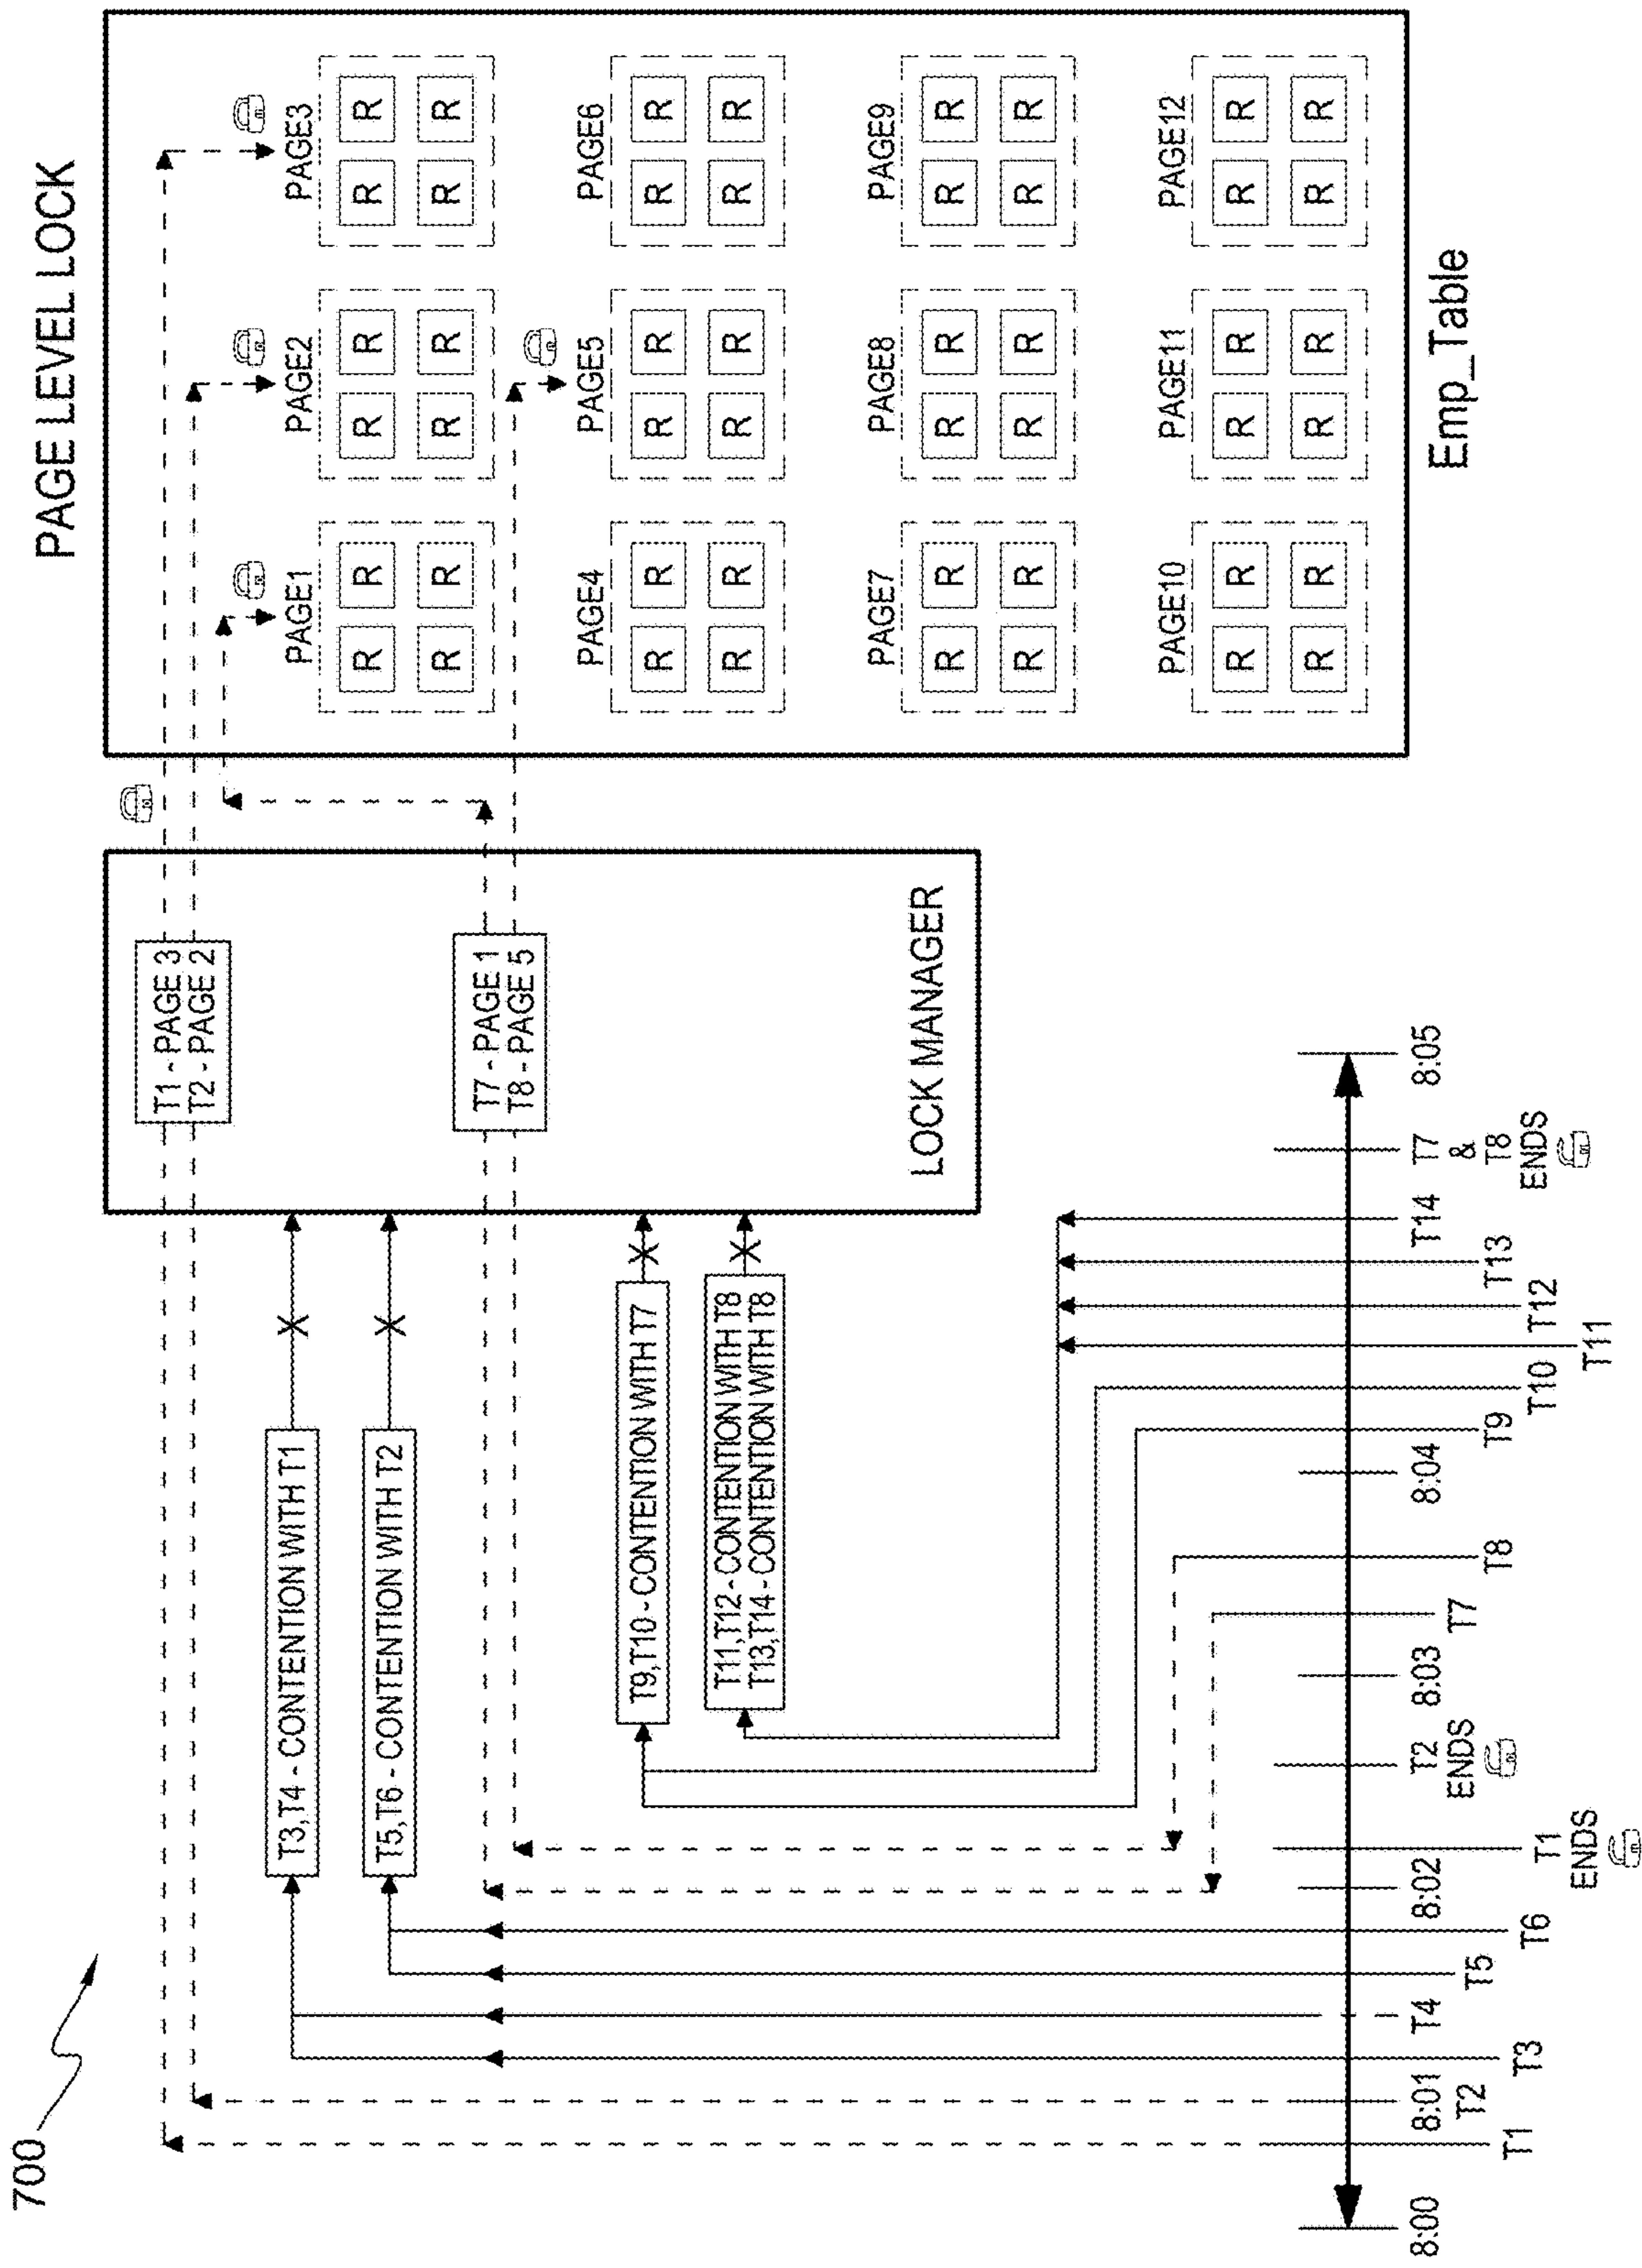 700
PAGE LEVEL LOCK
T1 - PAGE 3
T2 - PAGE 2
T3,T4 - CONTENTION WITH T1
T5,T6 - CONTENTION WITH T2
T7 - PAGE 1
T8 - PAGE 5
T9,T10 - CONTENTION WITH T7
T11,T12 - CONTENTION WITH T8
T13,T14 - CONTENTION WITH T8
LOCK MANAGER
PAGE1
PAGE2
PAGE3
R R R R R R
R R R R R R
PAGE4
PAGE5
PAGE6
R R R R R R
R R R R R R
PAGE7
PAGE8
PAGE9
R R R R R R
R R R R R R
PAGE10
PAGE11
PAGE12
R R R R R R
R R R R R R
Emp_Table
8:00
T1
8:01
T2
T3
T4
T5
T6
8:02
T1
ENDS
T2
ENDS
8:03
T7
T8
8:04
T9
T10
T11
T12
T13
T14
T7
&
T8
ENDS
8:05